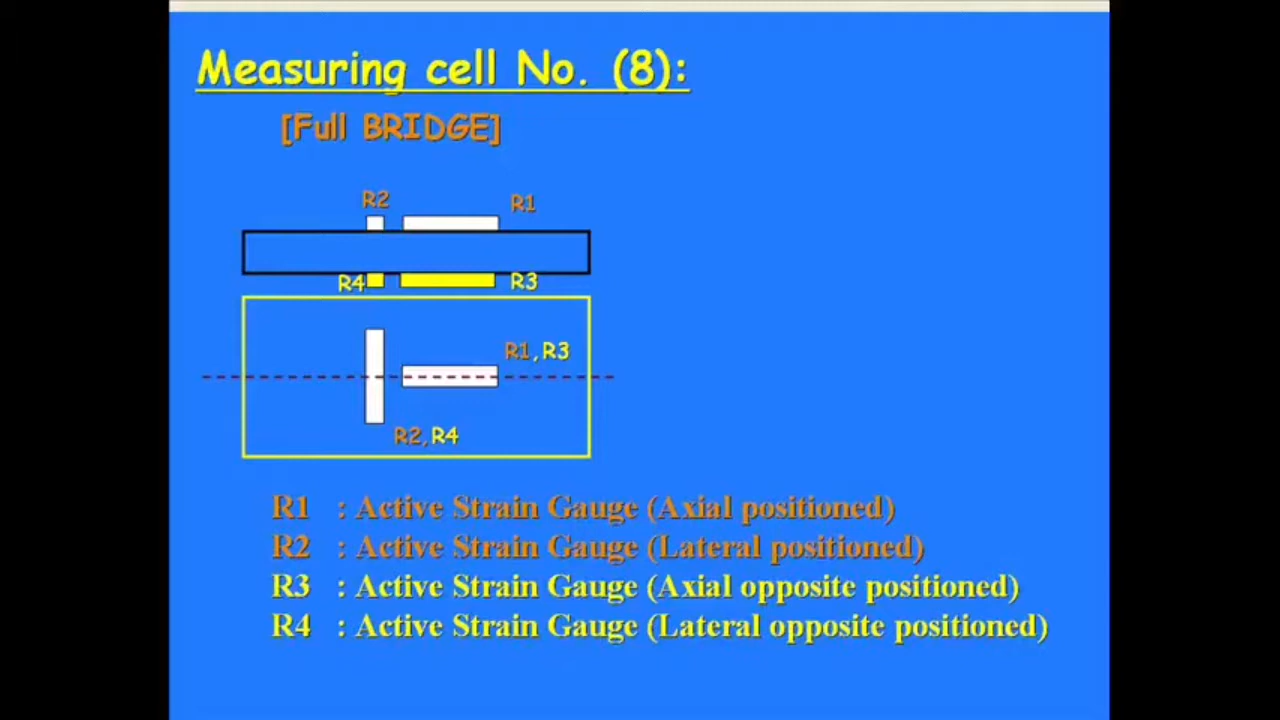 Measuring cell No. (8):
[Full BRIDGE]
R2
R1
R4
R3
R1,R3
R2,R4
R1 : Active Strain Gauge (Axial positioned)
R2 : Active Strain Gauge (Lateral positioned)
R3 : Active Strain Gauge (Axial opposite positioned)
R4 : Active Strain Gauge (Lateral opposite positioned)